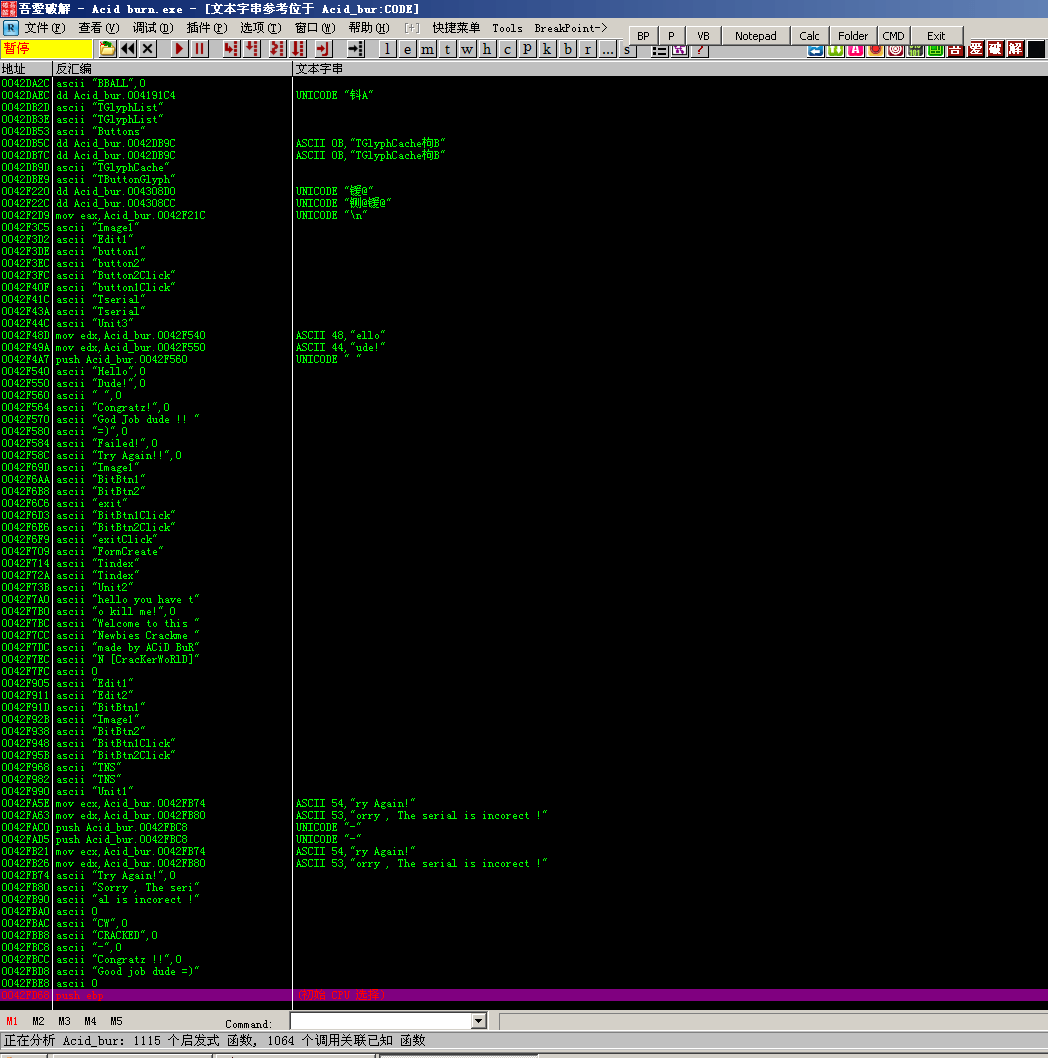 吾爱破解 - Acid burn.exe - [文本字串参考位于 Acid_bur:CODE]
文件(F) 查看(V) 调试(D) 插件(P) 选项(T) 窗口(W) 帮助(H) [+] 快捷菜单 Tools BreakPoint->
BP P VB Notepad Calc Folder CMD Exit
暂停 l e m t w h c p k b r ... s
地址 反汇编 文本字串
0042DA2C ascii "BBALL",0
0042DAEC dd Acid_bur.004191C4 UNICODE "钭A"
0042DB2D ascii "TGlyphList"
0042DB3E ascii "TGlyphList"
0042DB53 ascii "Buttons"
0042DB5C dd Acid_bur.0042DB9C ASCII 0B,"TGlyphCache枸B"
0042DB7C dd Acid_bur.0042DB9C ASCII 0B,"TGlyphCache枸B"
0042DB9D ascii "TGlyphCache"
0042DBE9 ascii "TButtonGlyph"
0042F220 dd Acid_bur.004308D0 UNICODE "锾@"
0042F22C dd Acid_bur.004308CC
0042F2D9 mov eax,Acid_bur.0042F21C UNICODE "\n"
0042F3C5 ascii "Image1"
0042F3D2 ascii "Edit1"
0042F3DE ascii "button1"
0042F3EC ascii "button2"
0042F3FC ascii "Button2Click"
0042F40F ascii "button1Click"
0042F41C ascii "Tserial"
0042F43A ascii "Tserial"
0042F44C ascii "Unit3"
0042F48D mov edx,Acid_bur.0042F540 ASCII 48,"ello"
0042F49A mov edx,Acid_bur.0042F550 ASCII 44,"ude!"
0042F4A7 push Acid_bur.0042F560 UNICODE " "
0042F540 ascii "Hello",0
0042F550 ascii "Dude!",0
0042F560 ascii " ",0
0042F564 ascii "Congratz!",0
0042F570 ascii "God Job dude !! "
0042F580 ascii "=)",0
0042F584 ascii "Failed!",0
0042F58C ascii "Try Again!!",0
0042F69D ascii "Image1"
0042F6AA ascii "BitBtn1"
0042F6B8 ascii "BitBtn2"
0042F6C6 ascii "exit"
0042F6D3 ascii "BitBtn1Click"
0042F6E6 ascii "BitBtn2Click"
0042F6F9 ascii "exitClick"
0042F709 ascii "FormCreate"
0042F714 ascii "Tindex"
0042F72A ascii "Tindex"
0042F73B ascii "Unit2"
0042F7A0 ascii "hello you have t"
0042F7B0 ascii "o kill me!",0
0042F7BC ascii "Welcome to this "
0042F7CC ascii "Newbies Crackme "
0042F7DC ascii "made by ACiD BuR"
0042F7EC ascii "N [CracKerWoRlD]"
0042F7FC ascii 0
0042F905 ascii "Edit1"
0042F911 ascii "Edit2"
0042F91D ascii "BitBtn1"
0042F92B ascii "Image1"
0042F938 ascii "BitBtn2"
0042F948 ascii "BitBtn1Click"
0042F95B ascii "BitBtn2Click"
0042F968 ascii "TNS"
0042F982 ascii "TNS"
0042F990 ascii "Unit1"
0042FA5E mov ecx,Acid_bur.0042FB74 ASCII 54,"ry Again!"
0042FA63 mov edx,Acid_bur.0042FB80 ASCII 53,"orry , The serial is incorect !"
0042FAC0 push Acid_bur.0042FBC8 UNICODE "-"
0042FAD5 push Acid_bur.0042FBC8 UNICODE "-"
0042FB21 mov ecx,Acid_bur.0042FB74 ASCII 54,"ry Again!"
0042FB26 mov edx,Acid_bur.0042FB80 ASCII 53,"orry , The serial is incorect !"
0042FB74 ascii "Try Again!",0
0042FB80 ascii "Sorry , The seri"
0042FB90 ascii "al is incorect !"
0042FBA0 ascii 0
0042FBAC ascii "CW",0
0042FBB8 ascii "CRACKED",0
0042FBC8 ascii "-",0
0042FBCC ascii "Congratz !!",0
0042FBD8 ascii "Good job dude =)"
0042FBE8 ascii 0
0042FD68 push ebp (初始 CPU 选择)
M1 M2 M3 M4 M5 Command:
正在分析 Acid_bur: 1115 个启发式 函数, 1064 个调用关联已知 函数